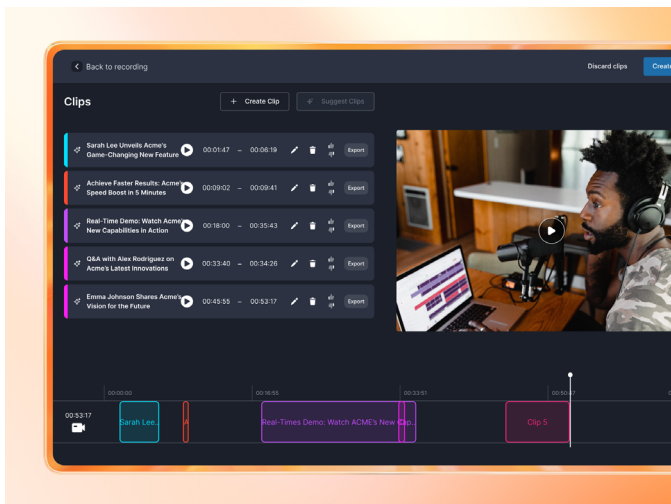 Back to recording
Discard clips
Create
Clips
+ Create Clip
Suggest Clips
Sarah Lee Unveils Acme's
Game-Changing New Feature
00:01:47 – 00:06:19
Export
Achieve Faster Results: Acme's
Speed Boost in 5 Minutes
00:09:02 – 00:09:41
Export
Real-Time Demo: Watch Acme's
New Capabilities in Action
00:18:00 – 00:35:43
Export
Q&A with Alex Rodriguez on
Acme's Latest Innovations
00:33:40 – 00:34:26
Export
Emma Johnson Shares Acme's
Vision for the Future
00:45:55 – 00:53:17
Export
00:00:00
00:16:55
00:33:51
00:50:47
00:53:17
Sarah Lee..
A
Real-Times Demo: Watch ACME's New Cap..
Clip 5